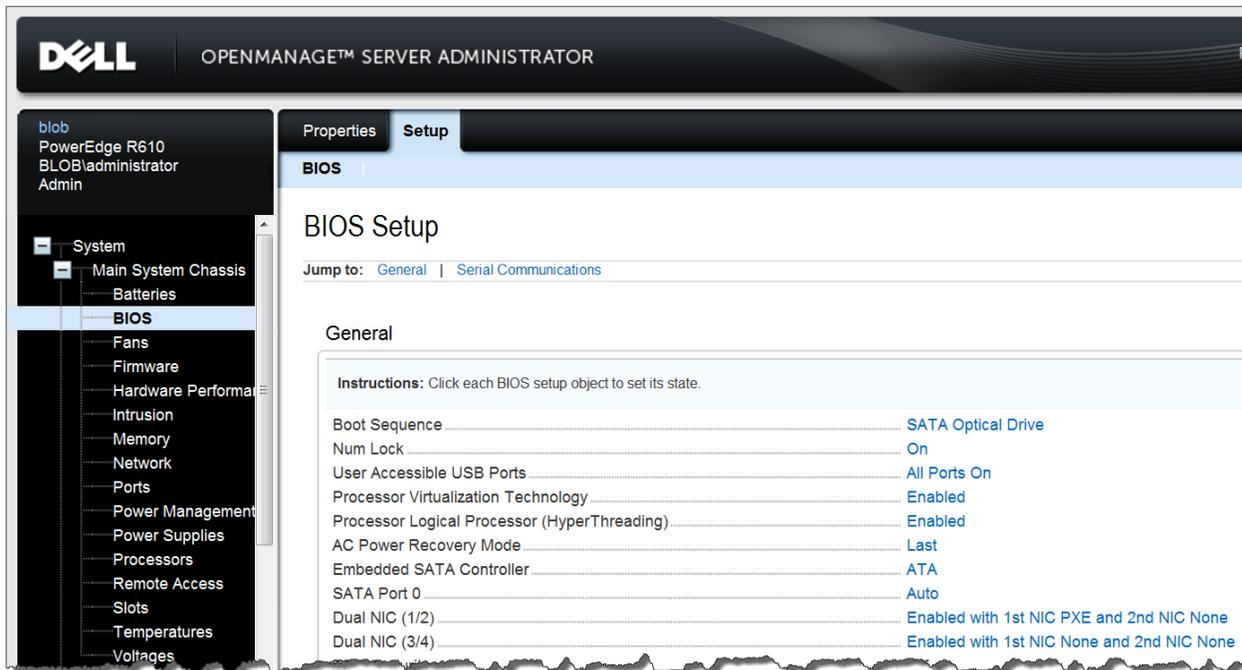 DELL
OPENMANAGE™ SERVER ADMINISTRATOR
blob
PowerEdge R610
BLOB\administrator
Admin
System
Main System Chassis
Batteries
BIOS
Fans
Firmware
Hardware Performa
Intrusion
Memory
Network
Ports
Power Management
Power Supplies
Processors
Remote Access
Slots
Temperatures
Voltages
Properties Setup
BIOS
BIOS Setup
Jump to: General | Serial Communications
General
Instructions: Click each BIOS setup object to set its state.
Boot Sequence SATA Optical Drive
Num Lock On
User Accessible USB Ports All Ports On
Processor Virtualization Technology Enabled
Processor Logical Processor (HyperThreading) Enabled
AC Power Recovery Mode Last
Embedded SATA Controller ATA
SATA Port 0 Auto
Dual NIC (1/2) Enabled with 1st NIC PXE and 2nd NIC None
Dual NIC (3/4) Enabled with 1st NIC None and 2nd NIC None